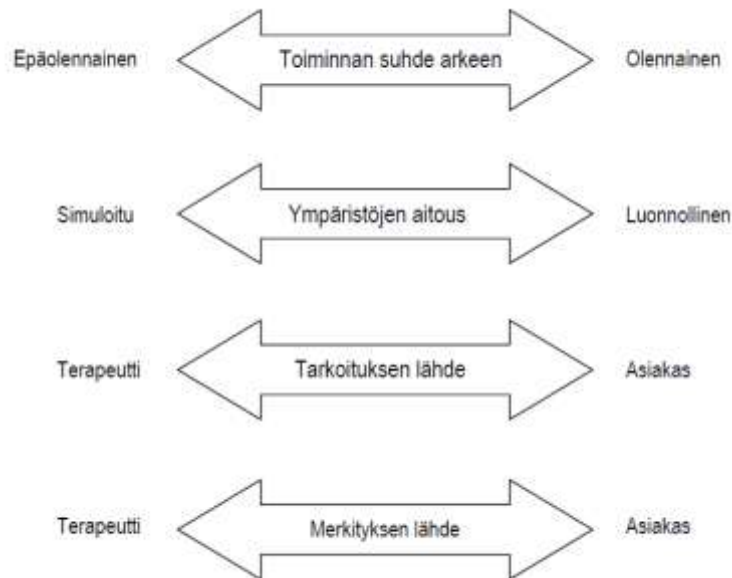 Epäolennainen Toiminnan suhde arkeen Olennainen
Simuloitu Ympäristöjen aitous Luonnollinen
Terapeutti Tarkoituksen lähde Asiakas
Terapeutti Merkityksen lähde Asiakas